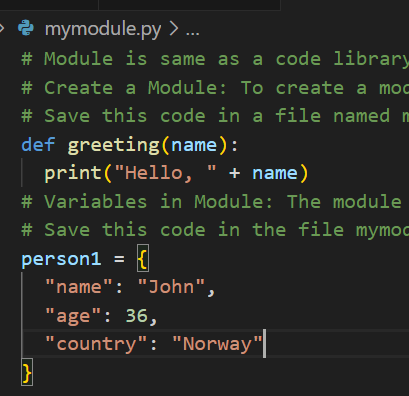 mymodule.py > ...
# Module is same as a code library
# Create a Module: To create a mod
# Save this code in a file named m
def greeting(name):
  print("Hello, " + name)
# Variables in Module: The module
# Save this code in the file mymod
person1 = {
  "name": "John",
  "age": 36,
  "country": "Norway"
}